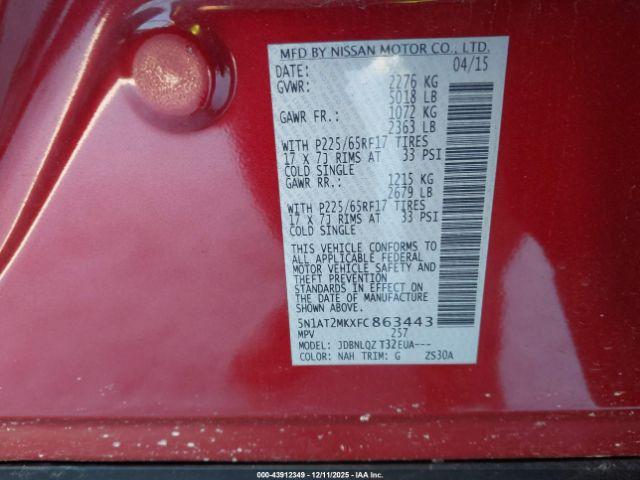 MFD BY NISSAN MOTOR CO., LTD.
DATE: 04/15
GVWR: 2276 KG
5018 LB
GAWR FR.: 1072 KG
2363 LB
WITH P225/65RF17 TIRES
17 X 7J RIMS AT 33 PSI
COLD SINGLE
GAWR RR.: 1215 KG
2679 LB
WITH P225/65RF17 TIRES
17 X 7J RIMS AT 33 PSI
COLD SINGLE
THIS VEHICLE CONFORMS TO
ALL APPLICABLE FEDERAL
MOTOR VEHICLE SAFETY AND
THEFT PREVENTION
STANDARDS IN EFFECT ON
THE DATE OF MANUFACTURE
SHOWN ABOVE.
5N1AT2MKXFC863443
MPV 257
MODEL: JDBNLQZ T32EUA---
COLOR: NAH TRIM: G ZS30A
000-43912349 - 12/11/2025 - IAA Inc.